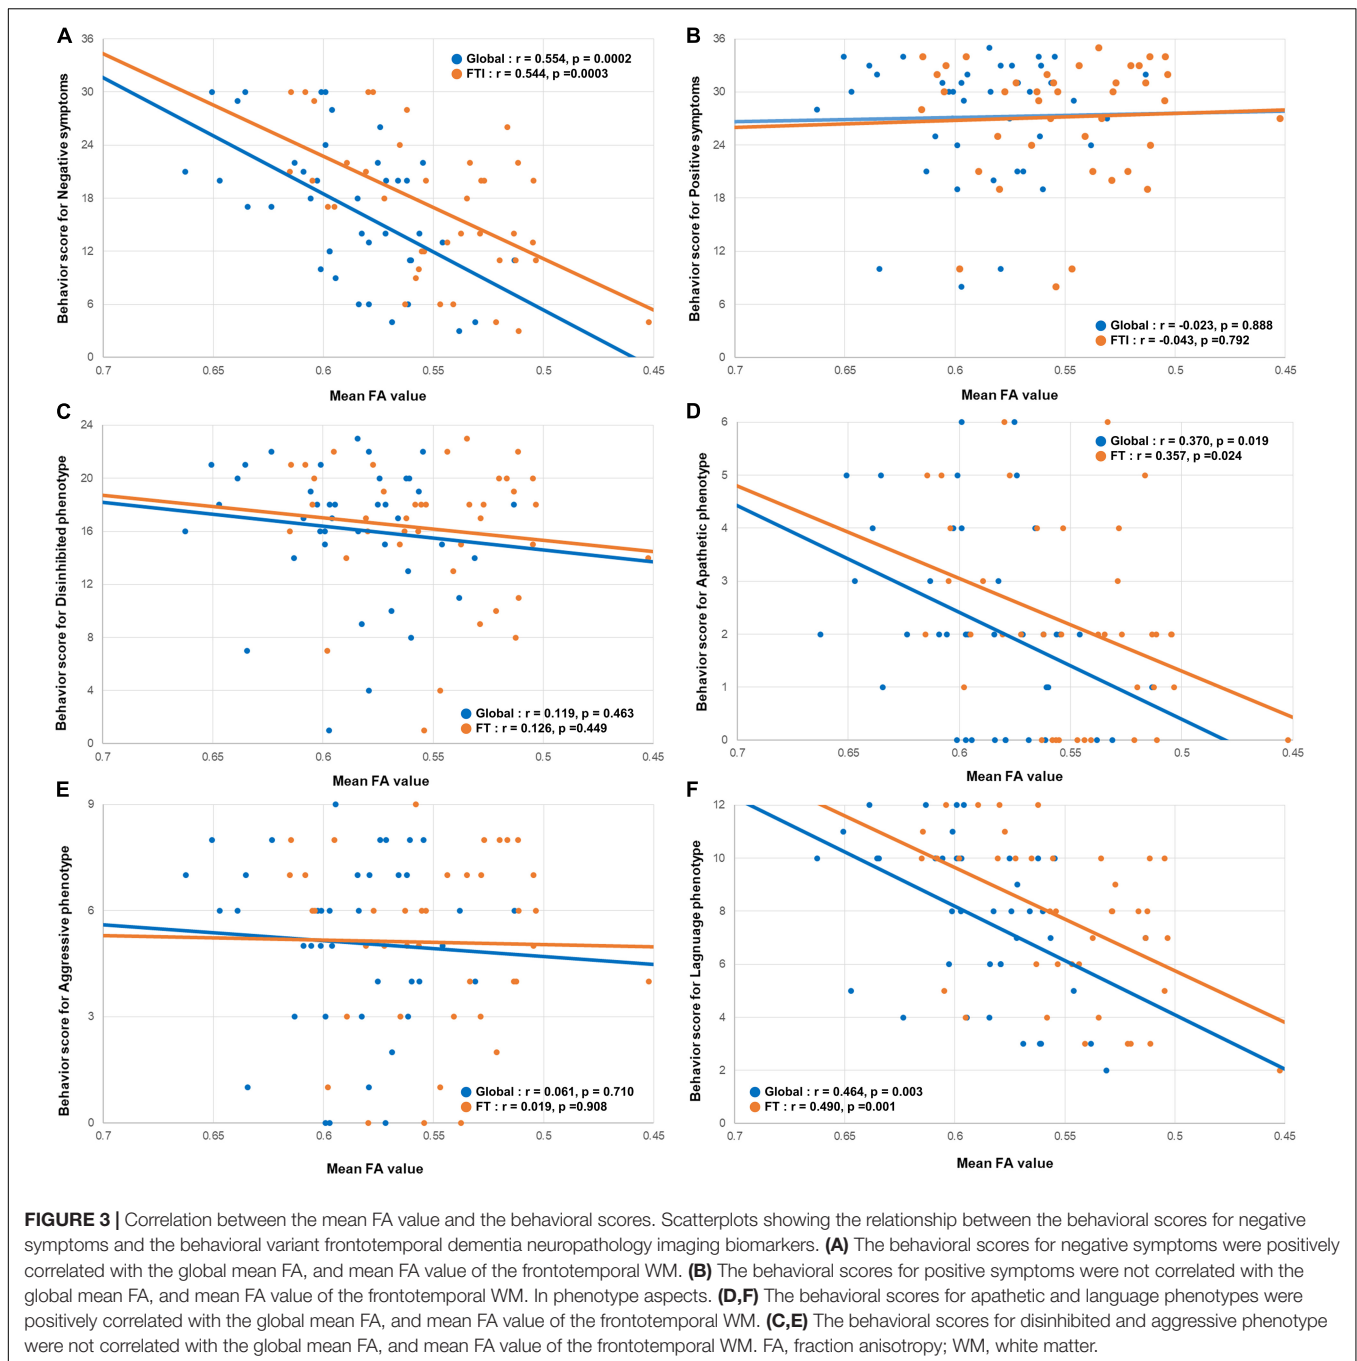 A
36
30
24
18
12
6
0
Behavior score for Negative symptoms
Global : r = 0.554, p = 0.0002
FTI : r = 0.544, p =0.0003
0.7 0.65 0.6 0.55 0.5 0.45
Mean FA value
B
36
30
24
18
12
6
0
Behavior score for Positive symptoms
Global : r = -0.023, p = 0.888
FTI : r = -0.043, p =0.792
0.7 0.65 0.6 0.55 0.5 0.45
Mean FA value
C
24
20
16
12
8
4
0
Behavior score for Disinhibited phenotype
Global : r = 0.119, p = 0.463
FT : r = 0.126, p =0.449
0.7 0.65 0.6 0.55 0.5 0.45
Mean FA value
D
6
5
4
3
2
1
0
Behavior score for Apathetic phenotype
Global : r = 0.370, p = 0.019
FT : r = 0.357, p =0.024
0.7 0.65 0.6 0.55 0.5 0.45
Mean FA value
E
9
6
3
0
Behavior score for Aggressive phenotype
Global : r = 0.061, p = 0.710
FT : r = 0.019, p =0.908
0.7 0.65 0.6 0.55 0.5 0.45
Mean FA value
F
12
10
8
6
4
2
0
Behavior score for Lagnuage phenotype
Global : r = 0.464, p = 0.003
FT : r = 0.490, p =0.001
0.7 0.65 0.6 0.55 0.5 0.45
Mean FA value
FIGURE 3 | Correlation between the mean FA value and the behavioral scores. Scatterplots showing the relationship between the behavioral scores for negative
symptoms and the behavioral variant frontotemporal dementia neuropathology imaging biomarkers. (A) The behavioral scores for negative symptoms were positively
correlated with the global mean FA, and mean FA value of the frontotemporal WM. (B) The behavioral scores for positive symptoms were not correlated with the
global mean FA, and mean FA value of the frontotemporal WM. In phenotype aspects. (D,F) The behavioral scores for apathetic and language phenotypes were
positively correlated with the global mean FA, and mean FA value of the frontotemporal WM. (C,E) The behavioral scores for disinhibited and aggressive phenotype
were not correlated with the global mean FA, and mean FA value of the frontotemporal WM. FA, fraction anisotropy; WM, white matter.